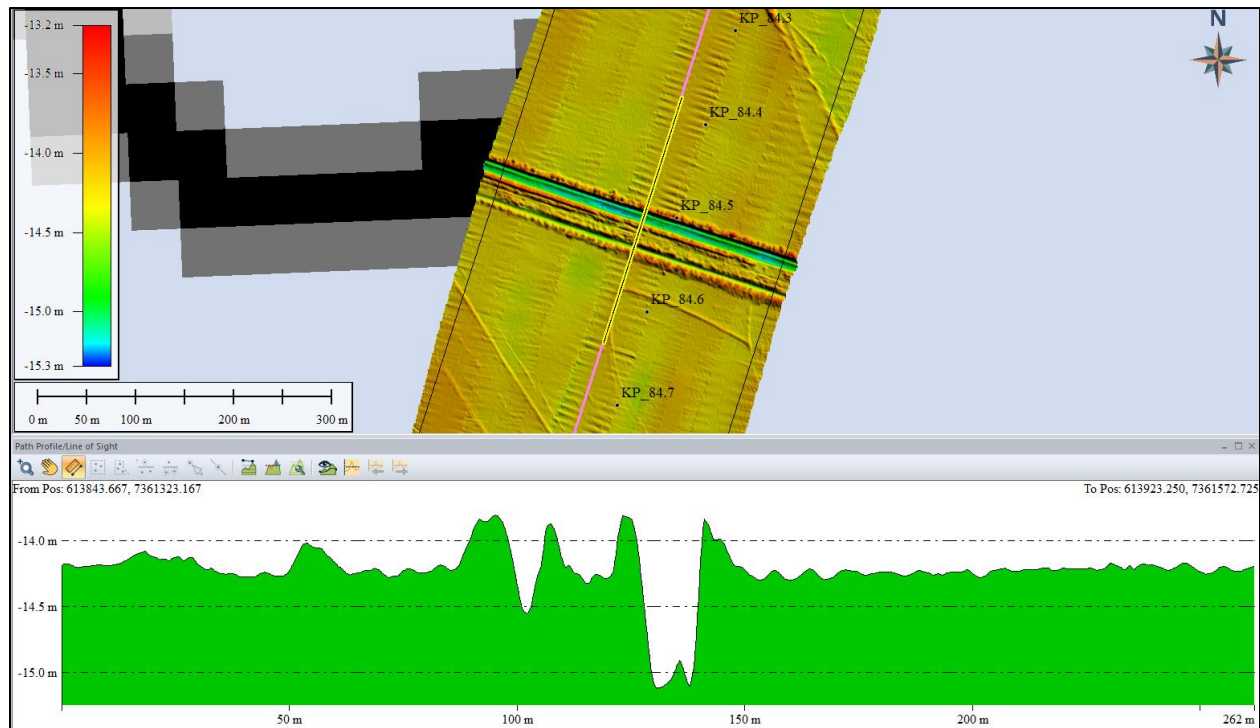 -13.2 m
-13.5 m
-14.0 m
-14.5 m
-15.0 m
-15.3 m
KP_84.3
N
KP_84.4
KP_84.5
KP_84.6
KP_84.7
0 m 50 m 100 m 200 m 300 m
Path Profile/Line of Sight
From Pos: 613843.667, 7361323.167 To Pos: 613923.250, 7361572.725
-14.0 m
-14.5 m
-15.0 m
50 m 100 m 150 m 200 m 262 m